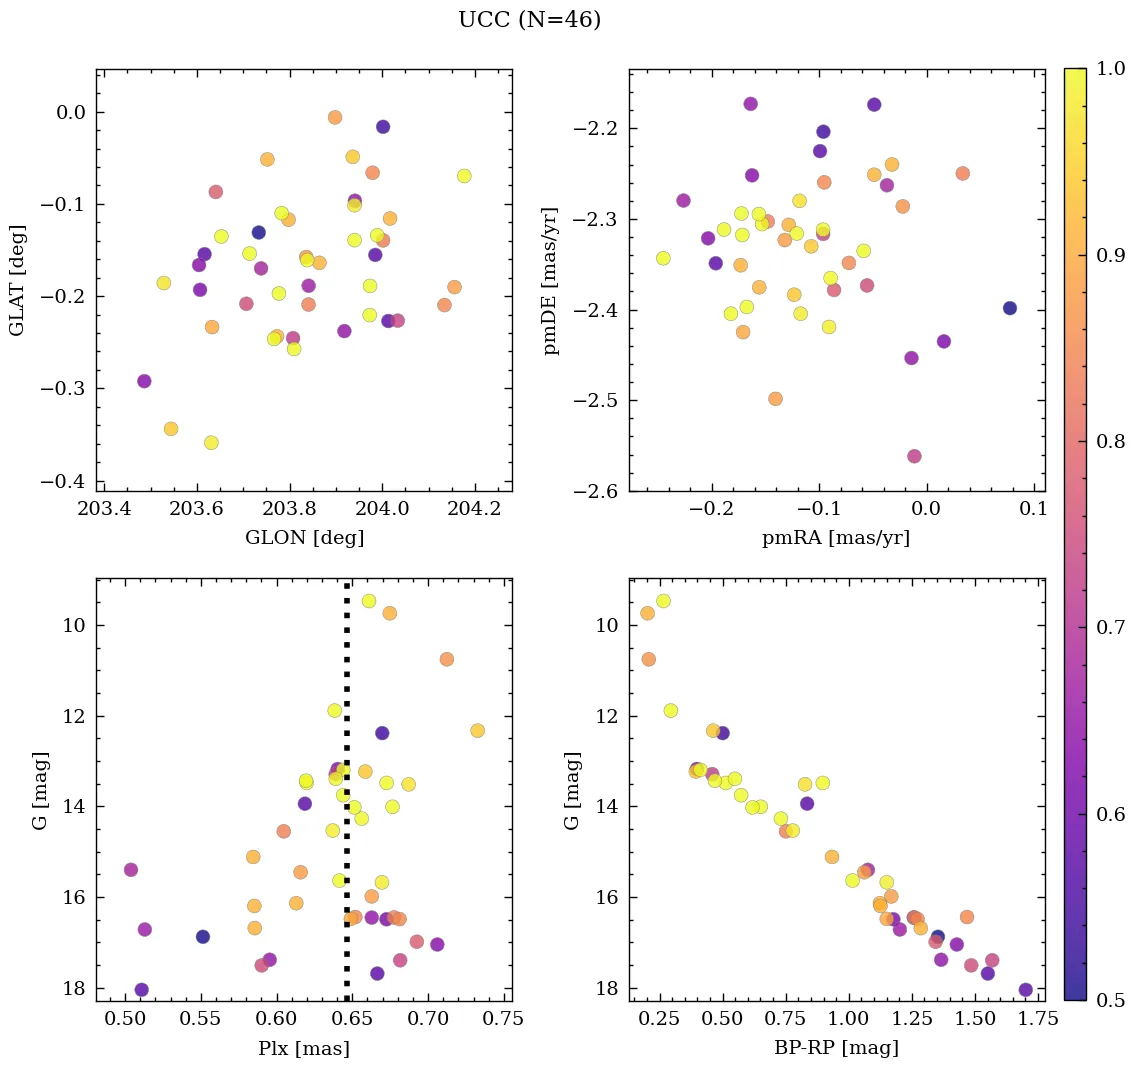 UCC (N=46)
0.0
−0.1
−0.2
−0.3
−0.4
GLAT [deg]
203.4 203.6 203.8 204.0 204.2
GLON [deg]
−2.2
−2.3
−2.4
−2.5
−2.6
pmDE [mas/yr]
−0.2 −0.1 0.0 0.1
pmRA [mas/yr]
10
12
14
16
18
G [mag]
0.50 0.55 0.60 0.65 0.70 0.75
Plx [mas]
10
12
14
16
18
G [mag]
0.25 0.50 0.75 1.00 1.25 1.50 1.75
BP-RP [mag]
1.0
0.9
0.8
0.7
0.6
0.5